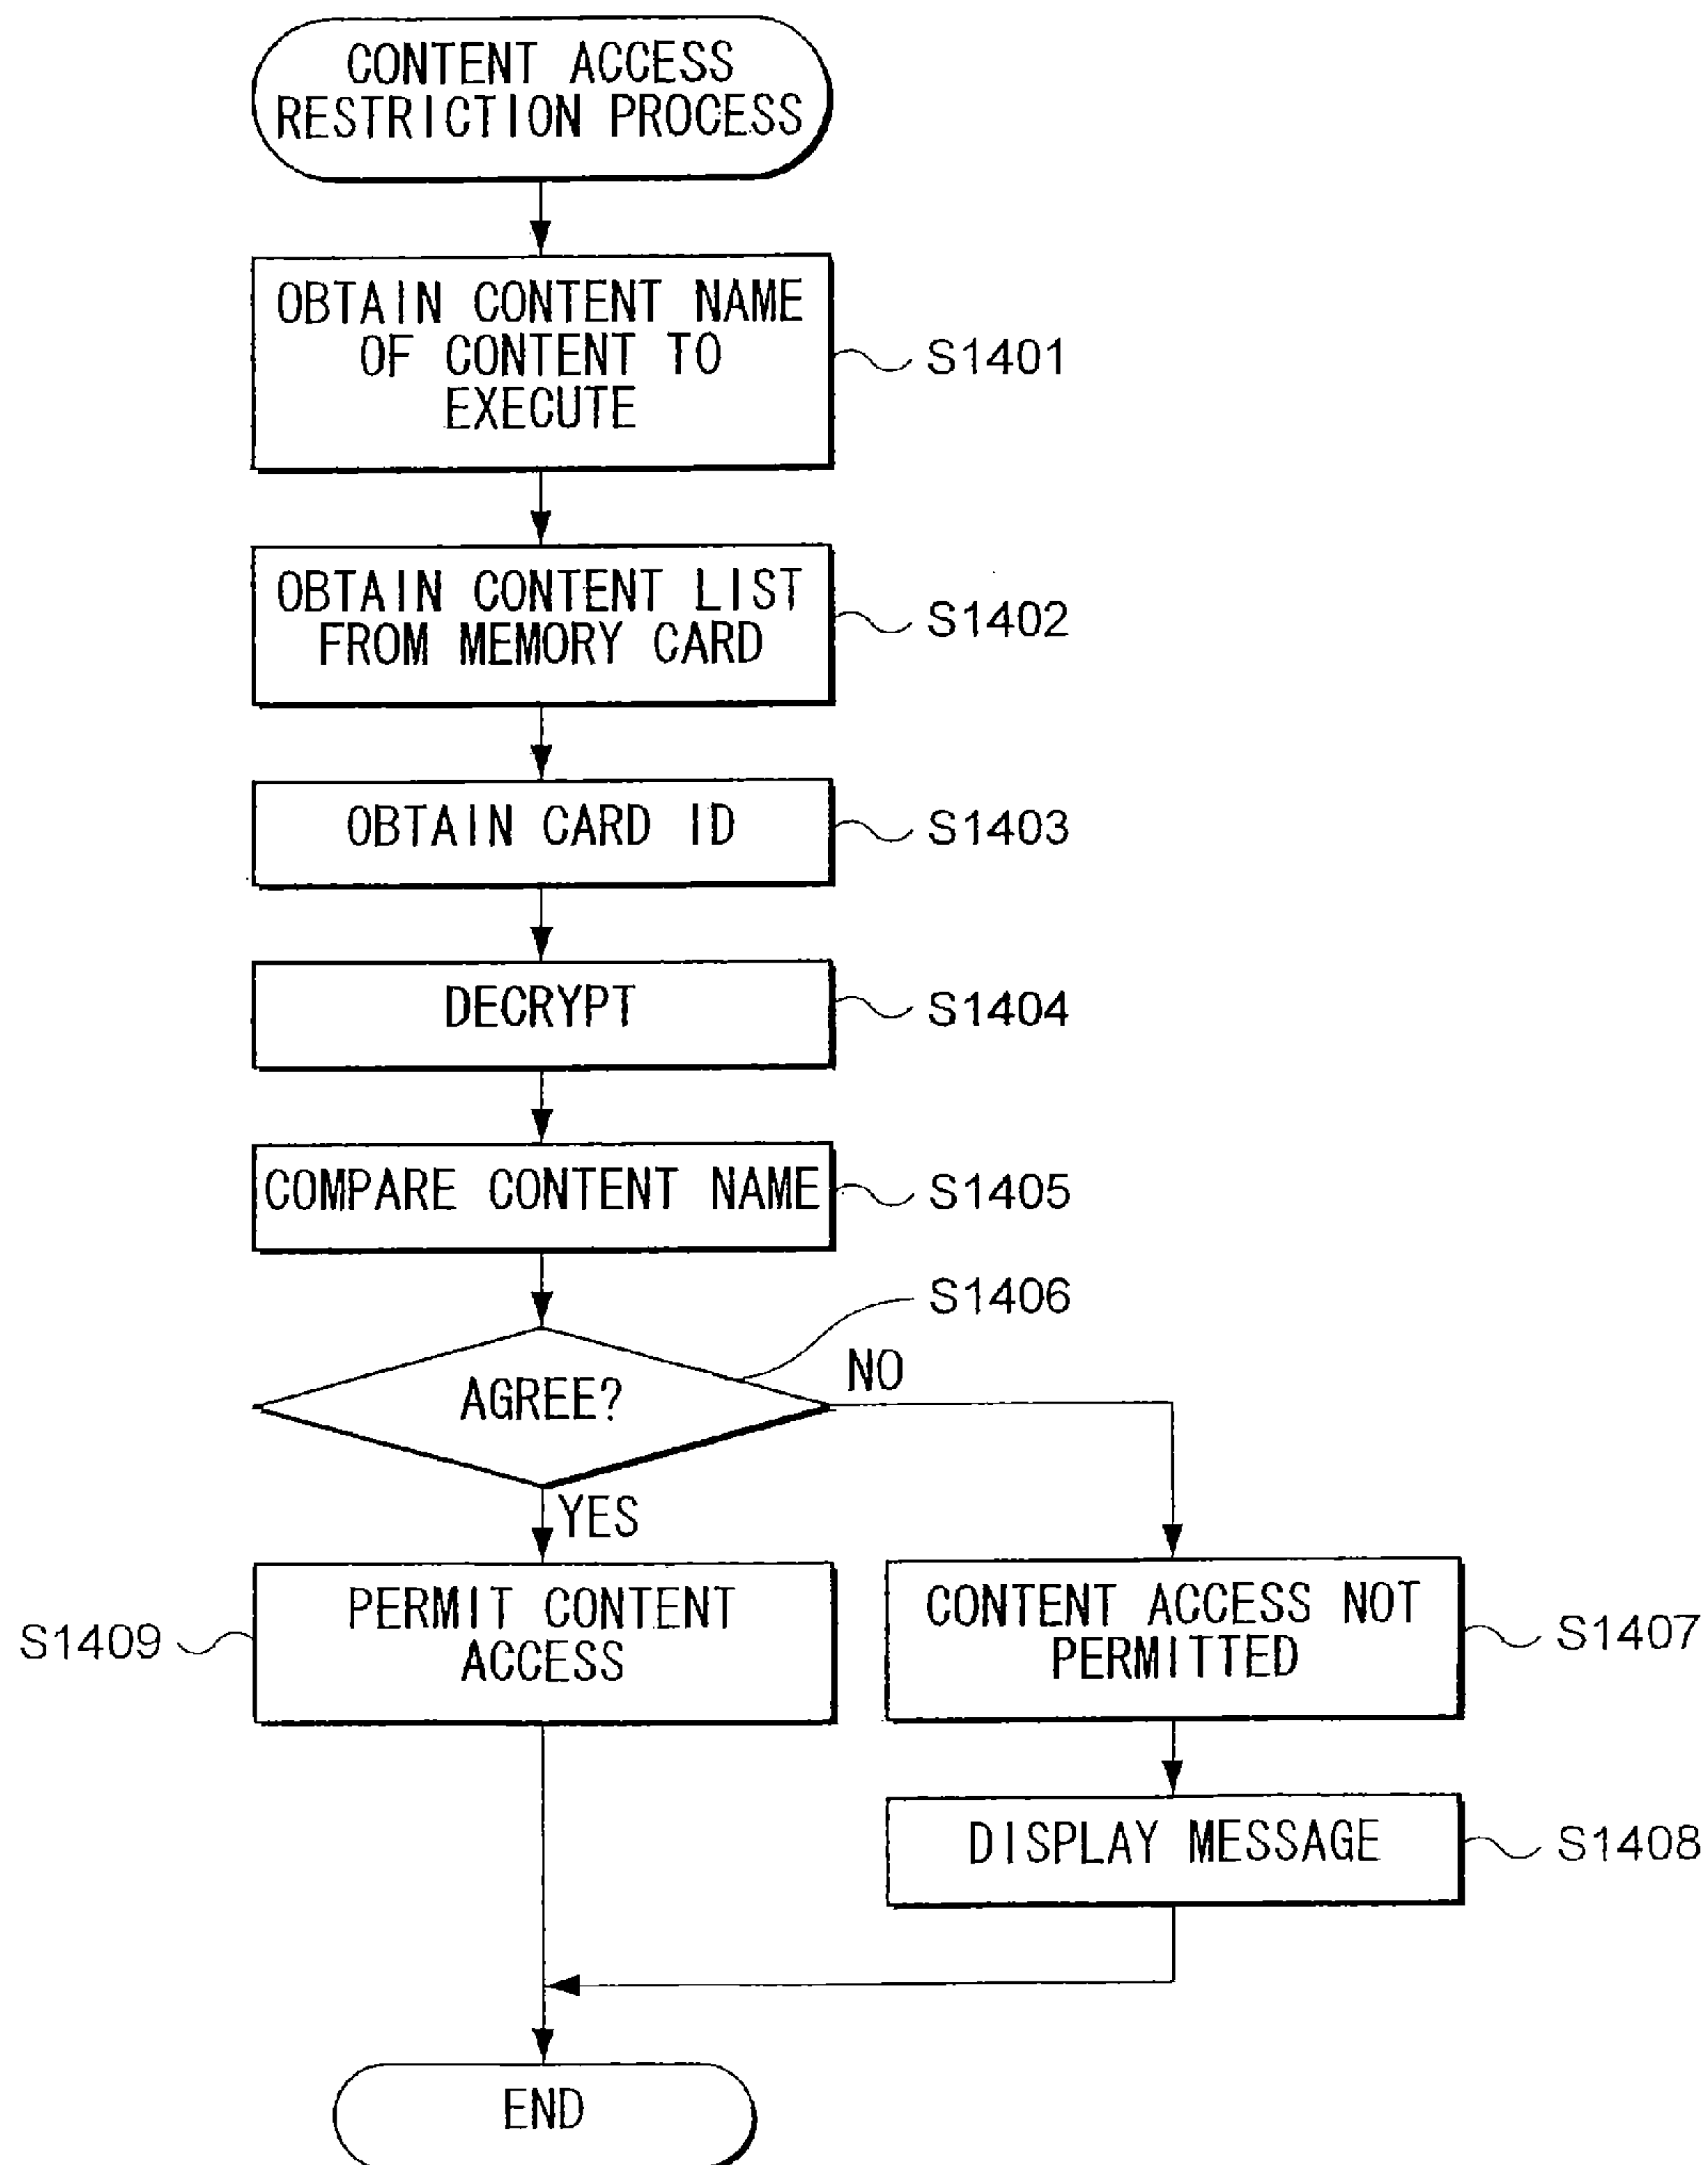 CONTENT ACCESS
RESTRICTION PROCESS
OBTAIN CONTENT NAME
OF CONTENT TO
EXECUTE
S1401
OBTAIN CONTENT LIST
FROM MEMORY CARD
S1402
OBTAIN CARD ID
S1403
DECRYPT
S1404
COMPARE CONTENT NAME
S1405
S1406
AGREE?
NO
YES
S1409
PERMIT CONTENT
ACCESS
CONTENT ACCESS NOT
PERMITTED
S1407
DISPLAY MESSAGE
S1408
END